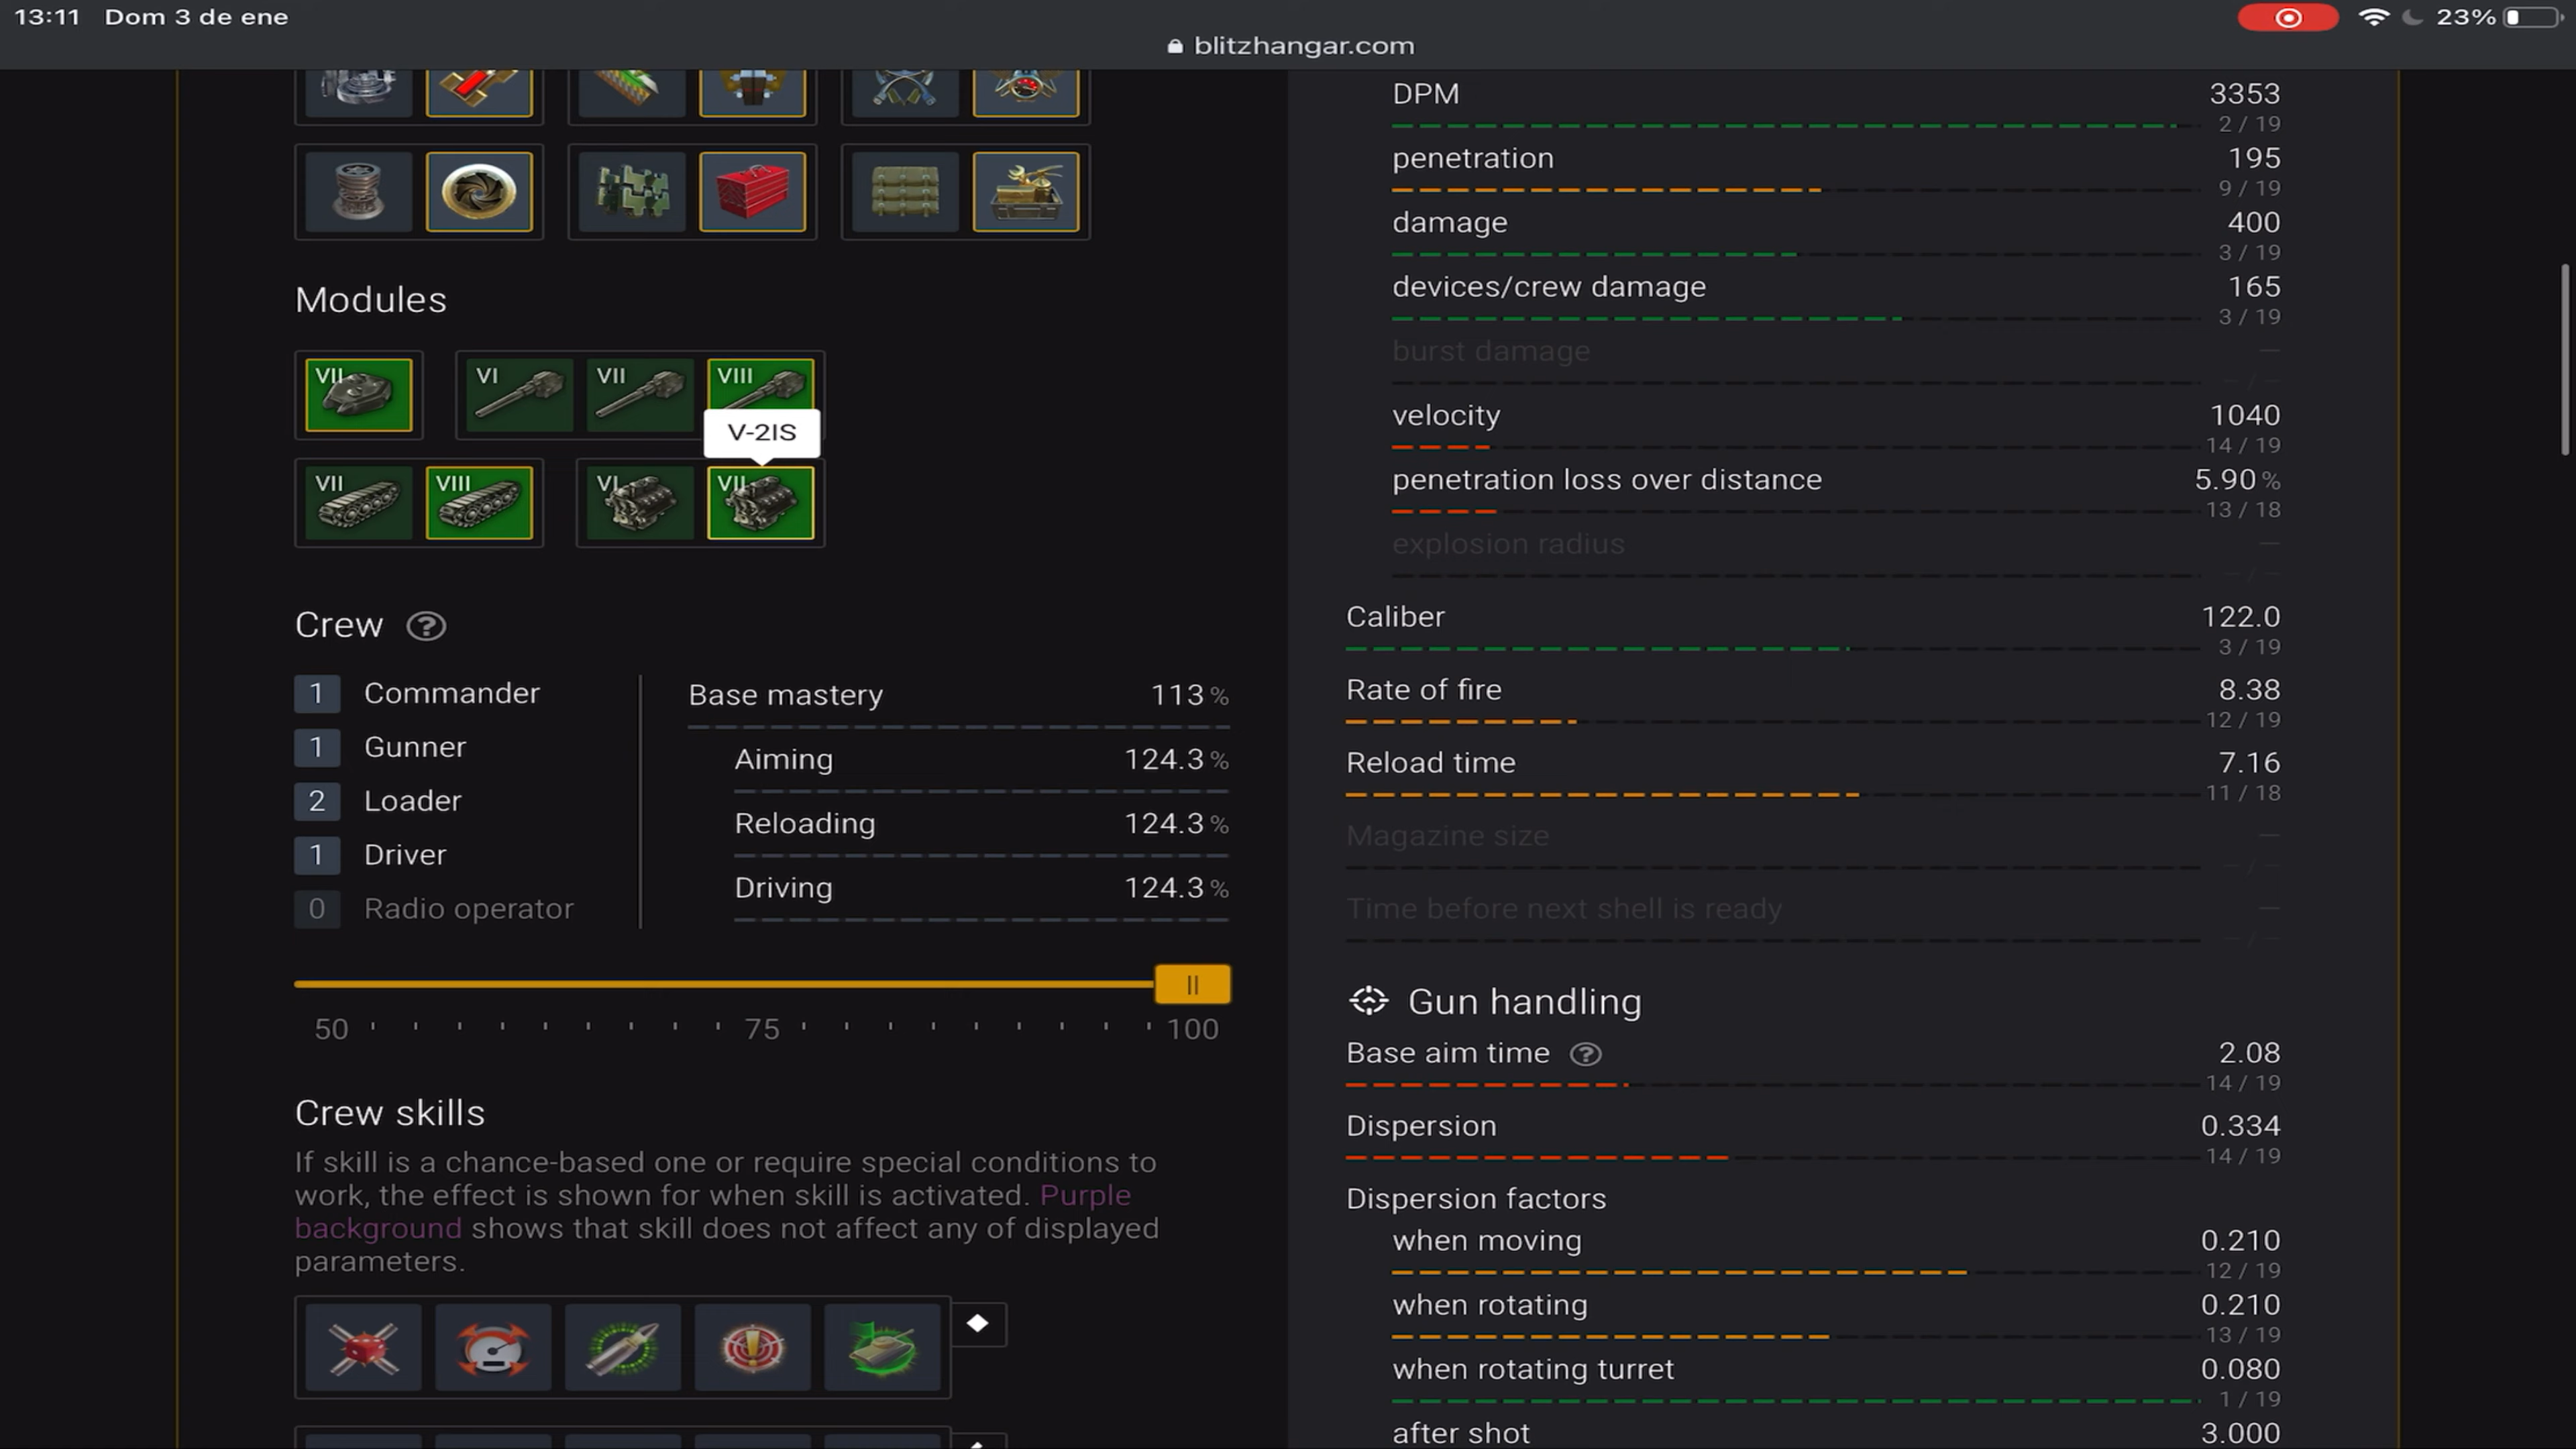 13:11 Dom 3 de ene
23%
blitzhangar.com
Modules
VII
VI
VII
VIII
V-2IS
VII
VIII
VI
VII
Crew ?
1 Commander
1 Gunner
2 Loader
1 Driver
0 Radio operator
Base mastery 113 %
Aiming 124.3 %
Reloading 124.3 %
Driving 124.3 %
50 75 100
Crew skills
If skill is a chance-based one or require special conditions to
work, the effect is shown for when skill is activated. Purple
background shows that skill does not affect any of displayed
parameters.
DPM 3353
2 / 19
penetration 195
9 / 19
damage 400
3 / 19
devices/crew damage 165
3 / 19
burst damage —
– / –
velocity 1040
14 / 19
penetration loss over distance 5.90 %
13 / 18
explosion radius —
– / –
Caliber 122.0
3 / 19
Rate of fire 8.38
12 / 19
Reload time 7.16
11 / 18
Magazine size —
– / –
Time before next shell is ready —
– / –
Gun handling
Base aim time ? 2.08
14 / 19
Dispersion 0.334
14 / 19
Dispersion factors
when moving 0.210
12 / 19
when rotating 0.210
13 / 19
when rotating turret 0.080
1 / 19
after shot 3.000